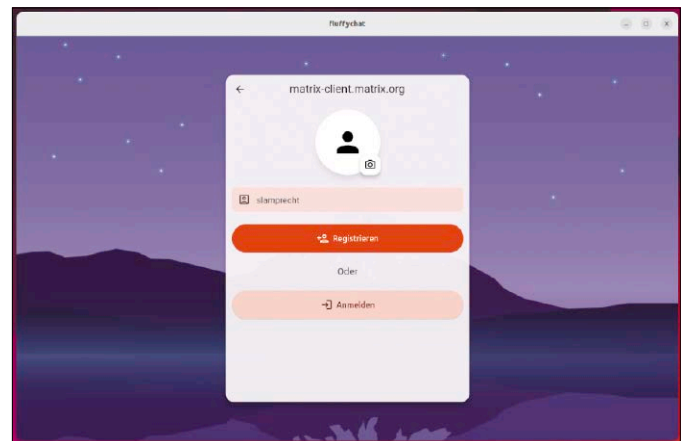 fluffychat
matrix-client.matrix.org
slamprecht
Registrieren
Oder
Anmelden